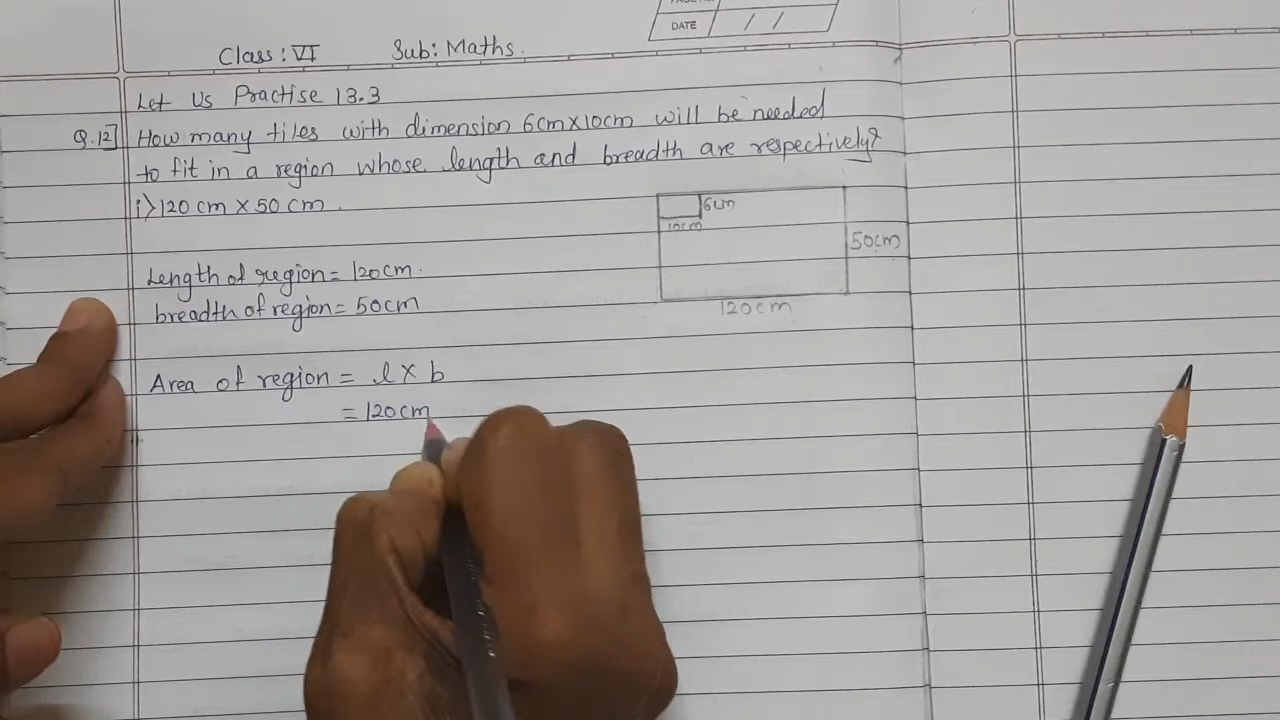 DATE / /
Class: VI Sub: Maths.
Let Us Practise 13.3
Q.12] How many tiles with dimension 6cm×10cm will be needed
to fit in a region whose length and breadth are respectively?
i> 120 cm × 50 cm.
6cm
10cm
50cm
120cm
Length of region = 120cm.
breadth of region = 50cm
Area of region = l × b
= 120cm